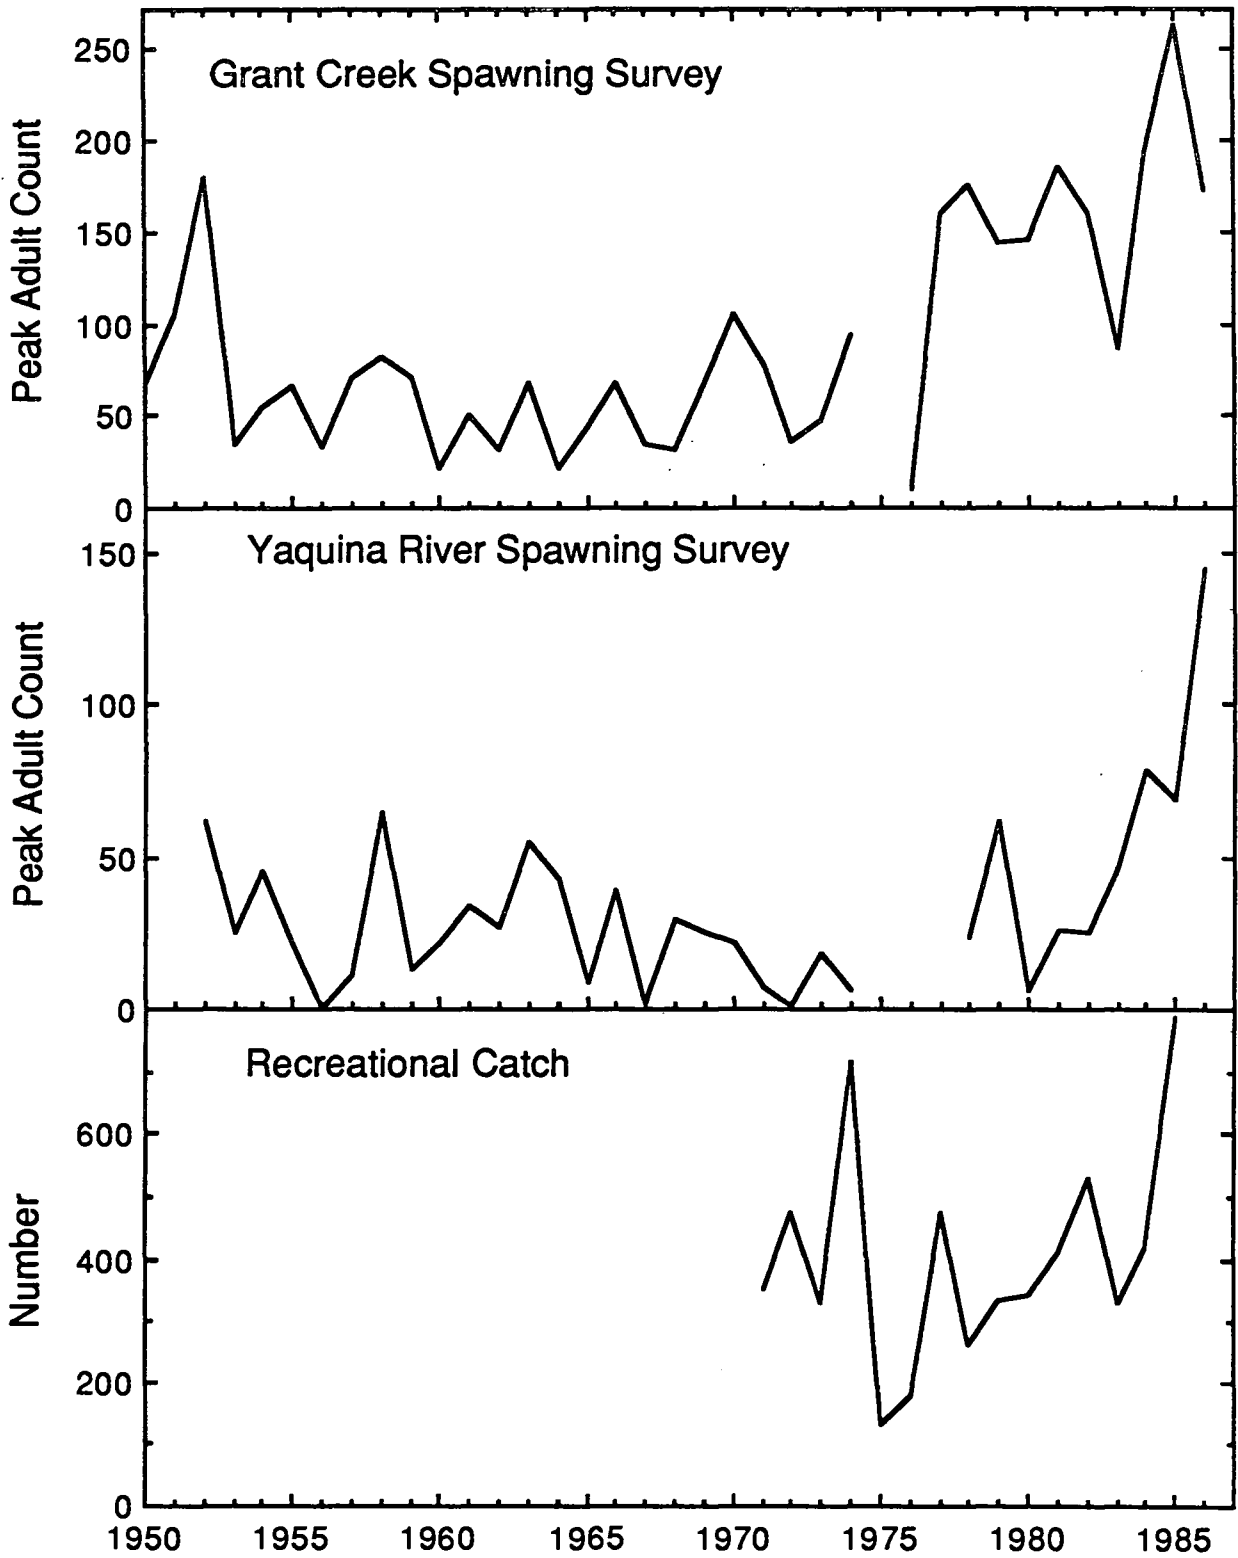 Grant Creek Spawning Survey
Peak Adult Count
250
200
150
100
50
0
Yaquina River Spawning Survey
Peak Adult Count
150
100
50
0
Recreational Catch
Number
600
400
200
0
1950 1955 1960 1965 1970 1975 1980 1985